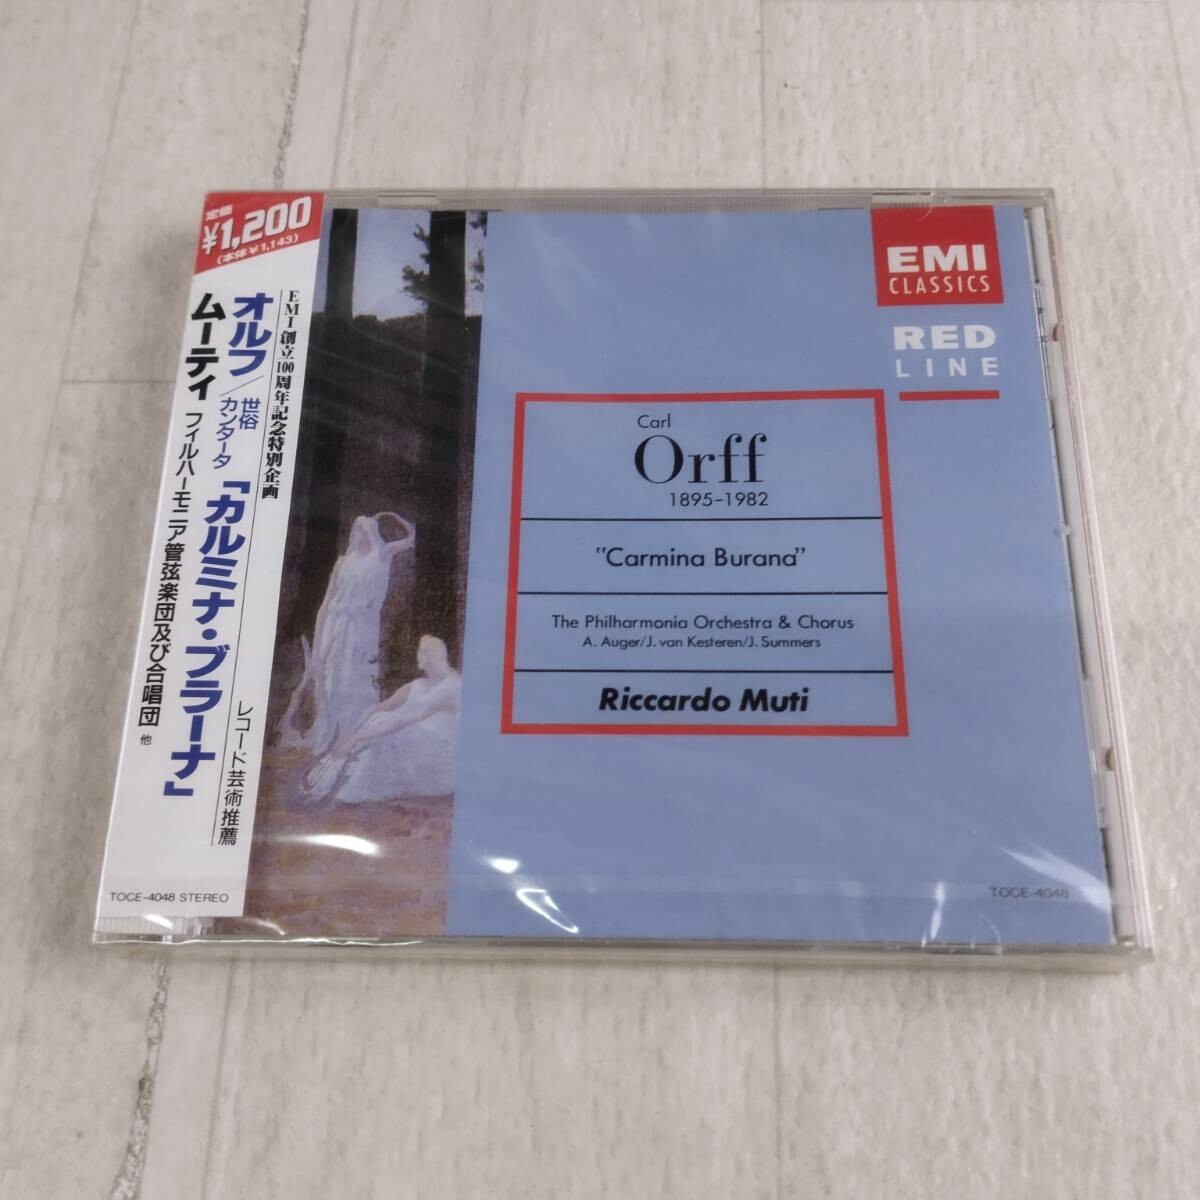 定価
¥1,200
(本体¥1,143)
EMI創立100周年記念特別企画
オルフ/世俗カンタータ「カルミナ・ブラーナ」
ムーティ フィルハーモニア管弦楽団及び合唱団 他
レコード芸術推薦
TOCE-4048 STEREO
EMI
CLASSICS
RED
LINE
Carl
Orff
1895-1982
"Carmina Burana"
The Philharmonia Orchestra & Chorus
A. Auger/J. van Kesteren/J. Summers
Riccardo Muti
TOCE-4048